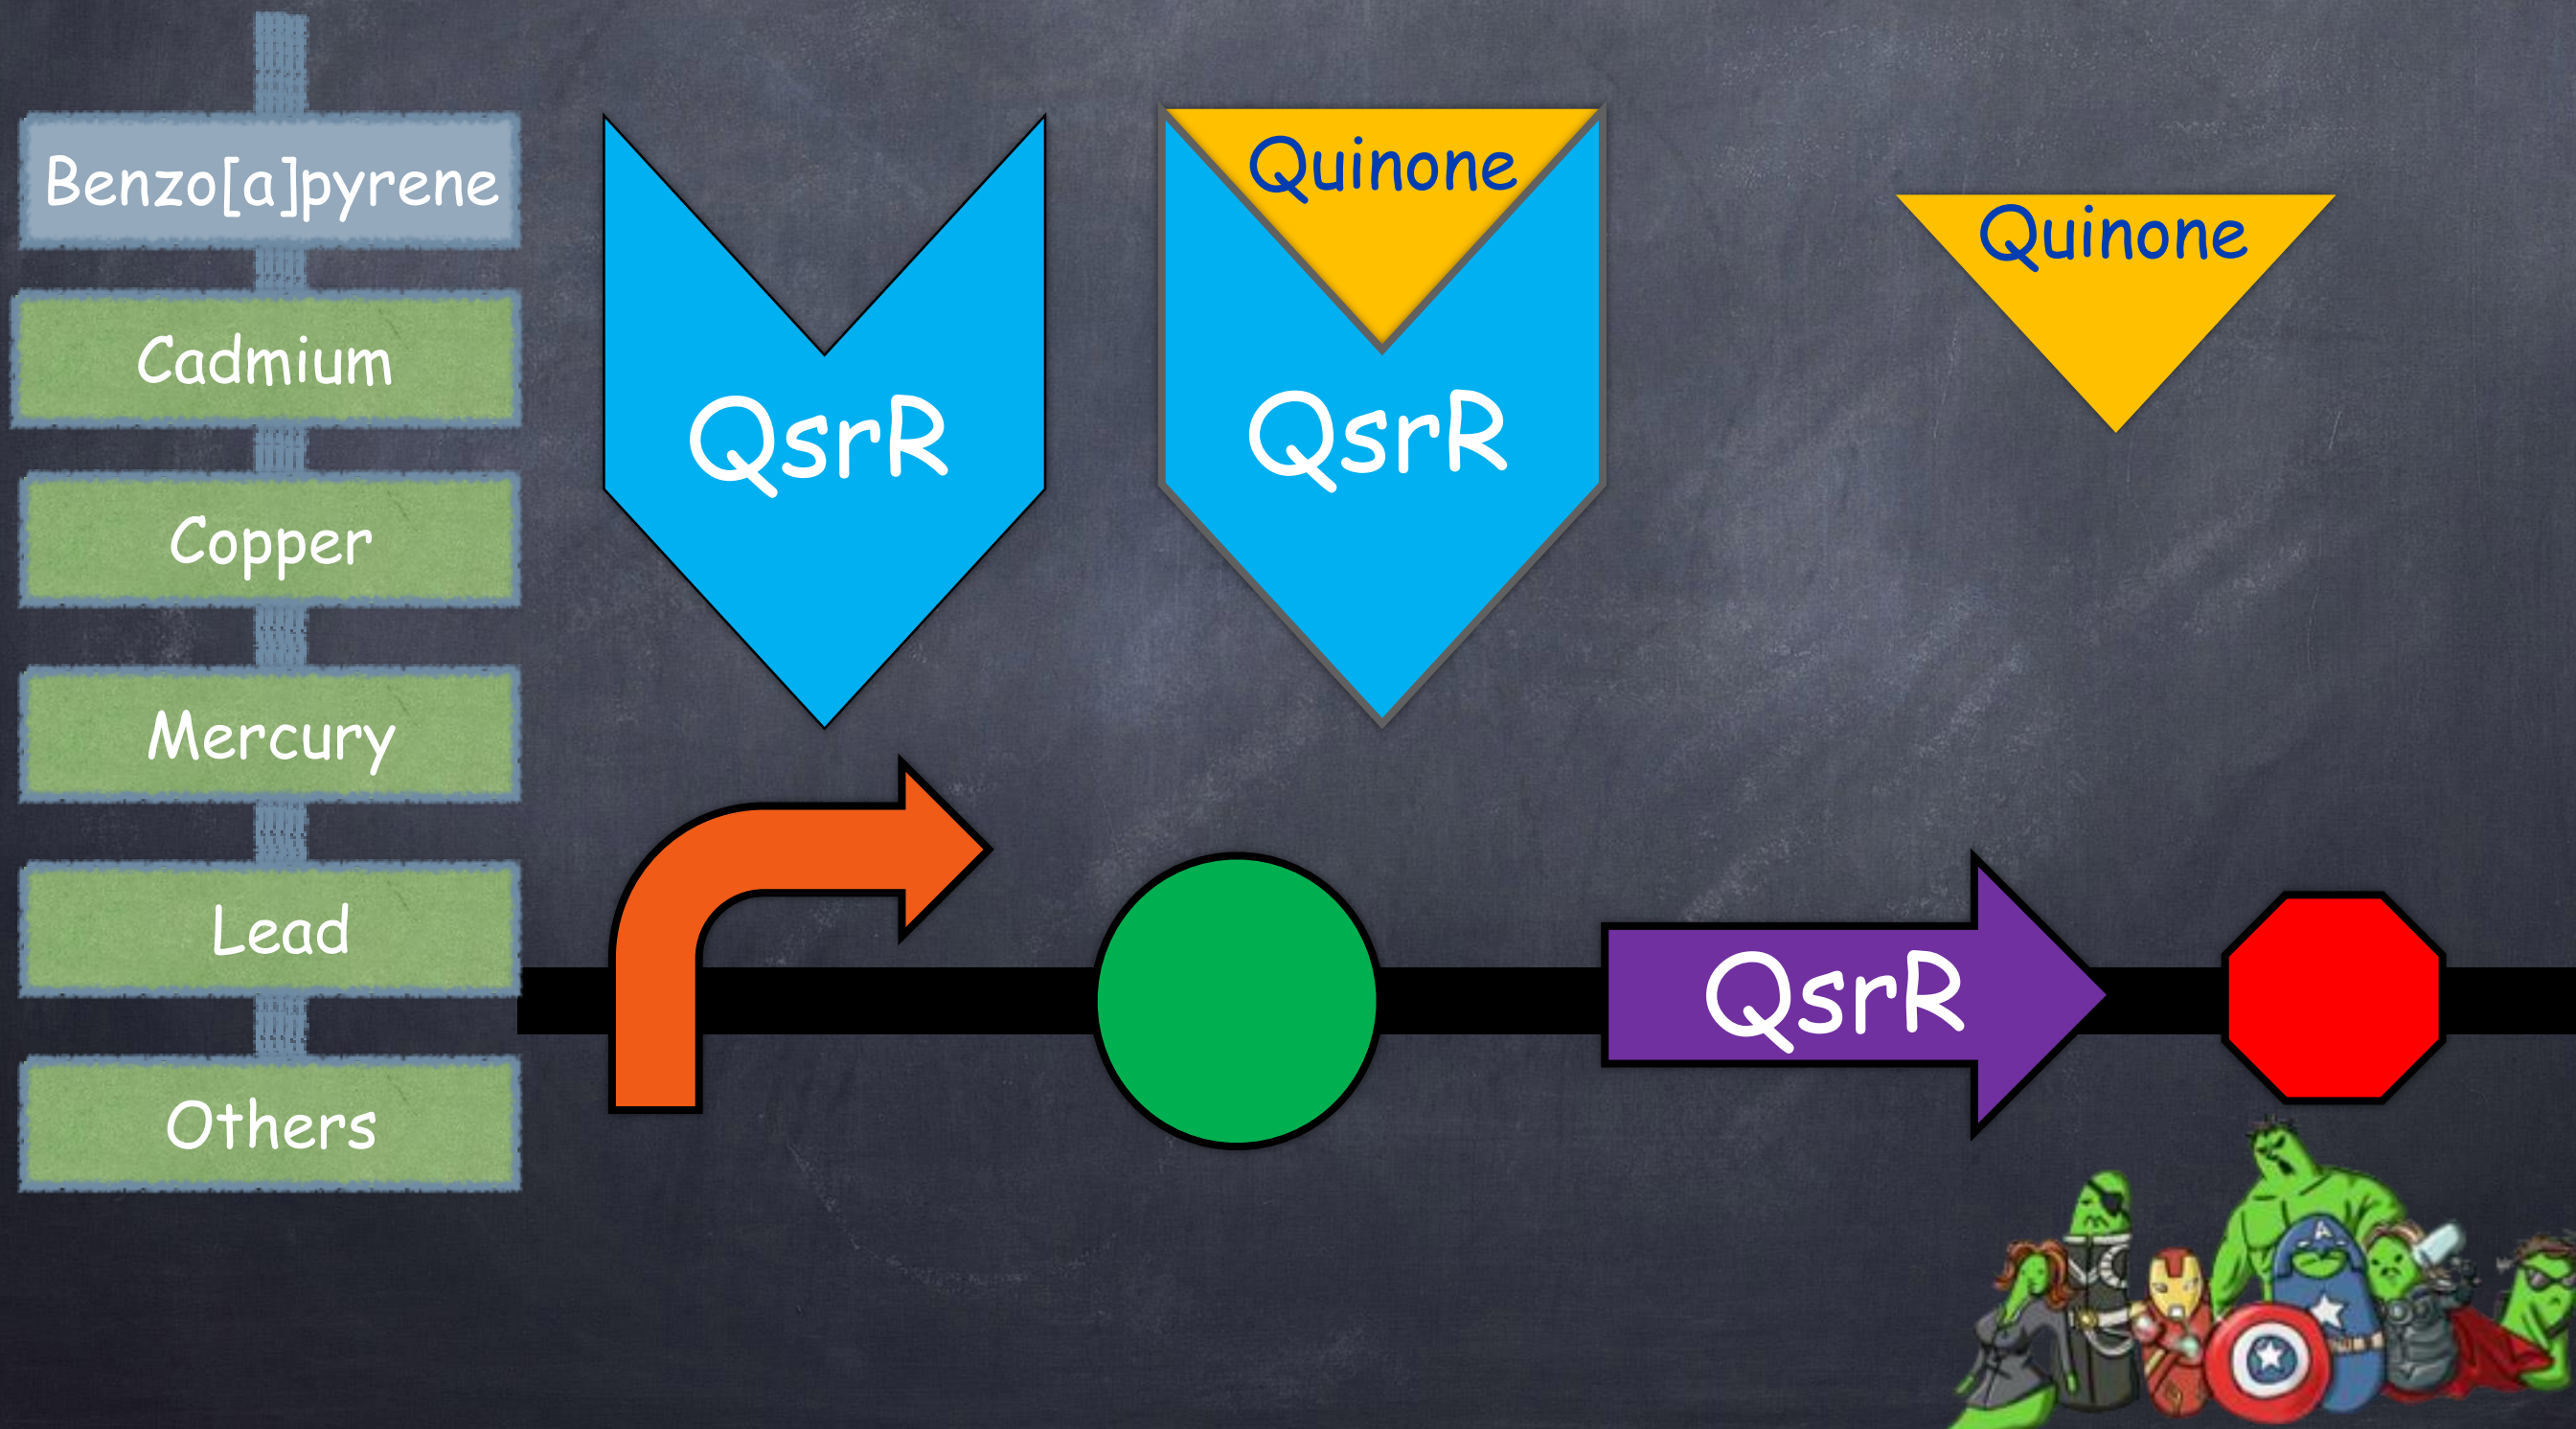 Benzo[a]pyrene
Cadmium
Copper
Mercury
Lead
Others
QsrR
Quinone
QsrR
Quinone
QsrR
A